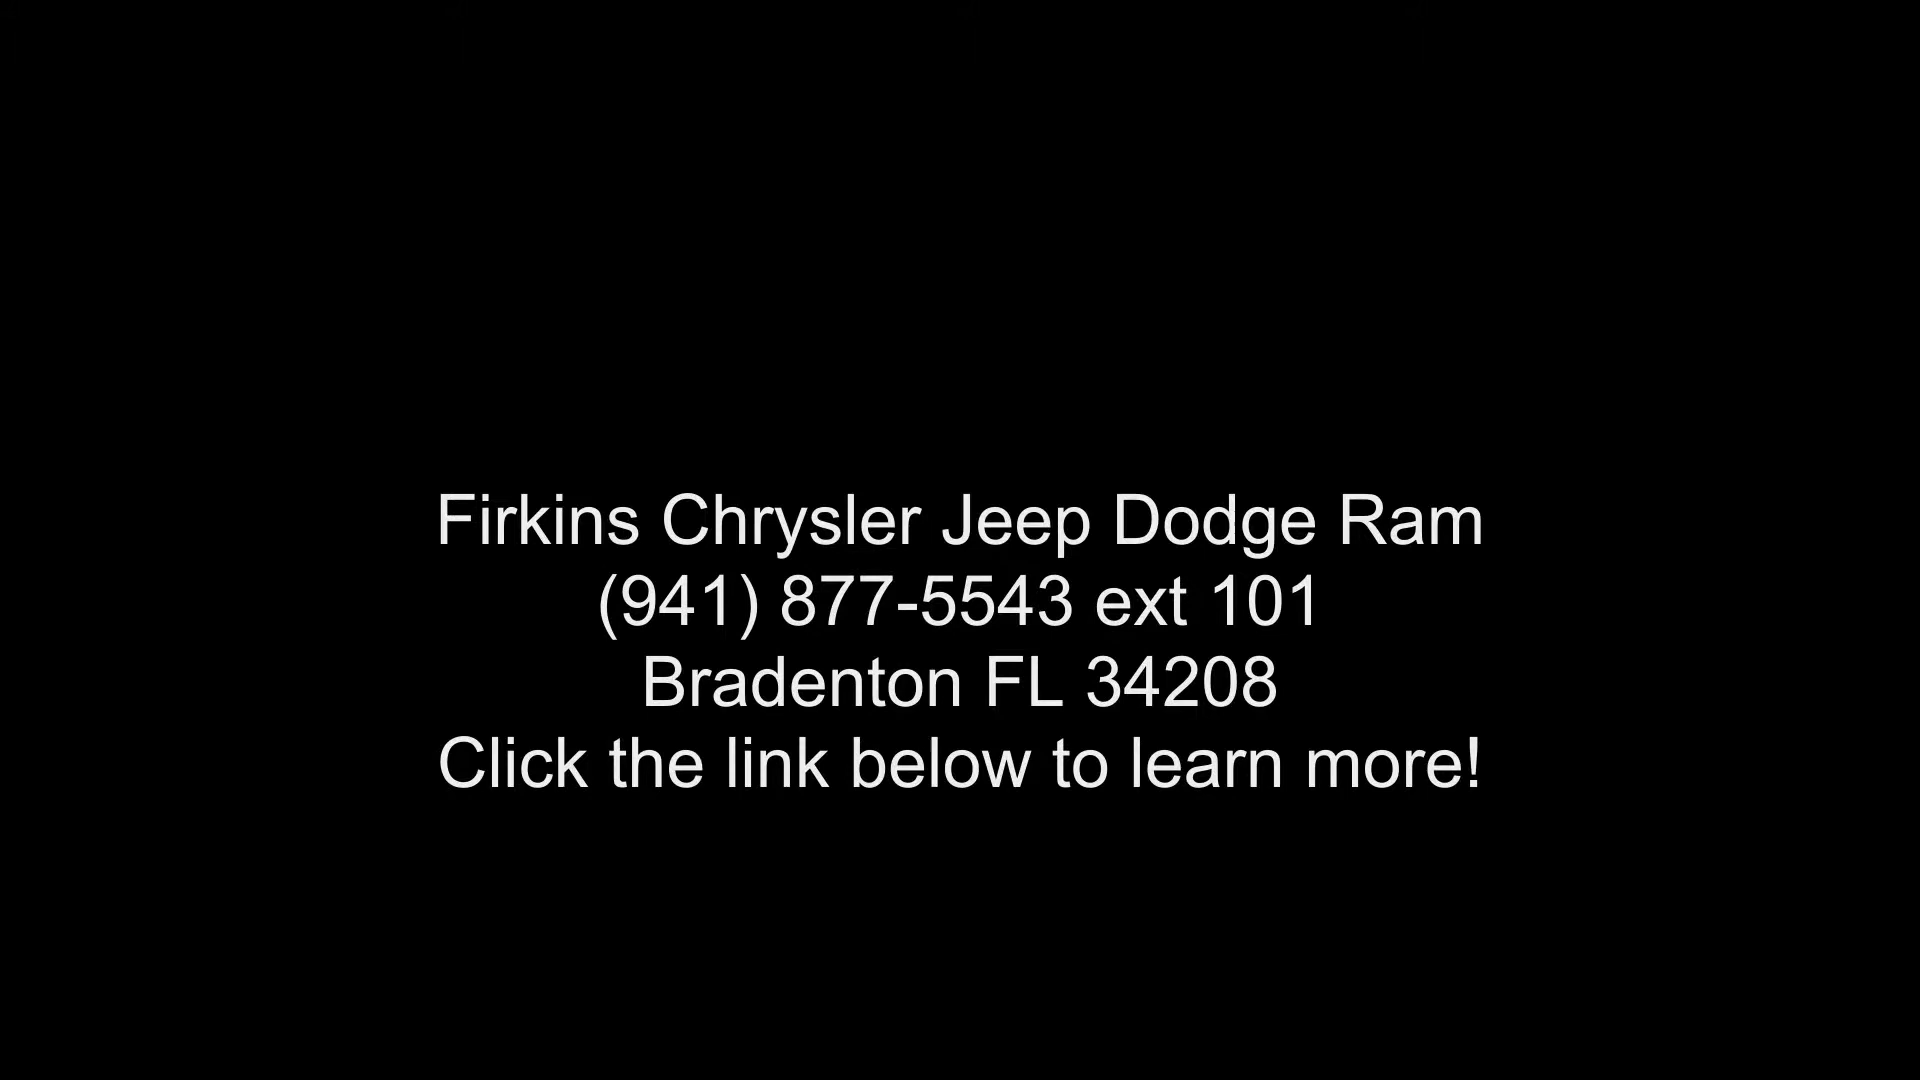 Firkins Chrysler Jeep Dodge Ram
(941) 877-5543 ext 101
Bradenton FL 34208
Click the link below to learn more!